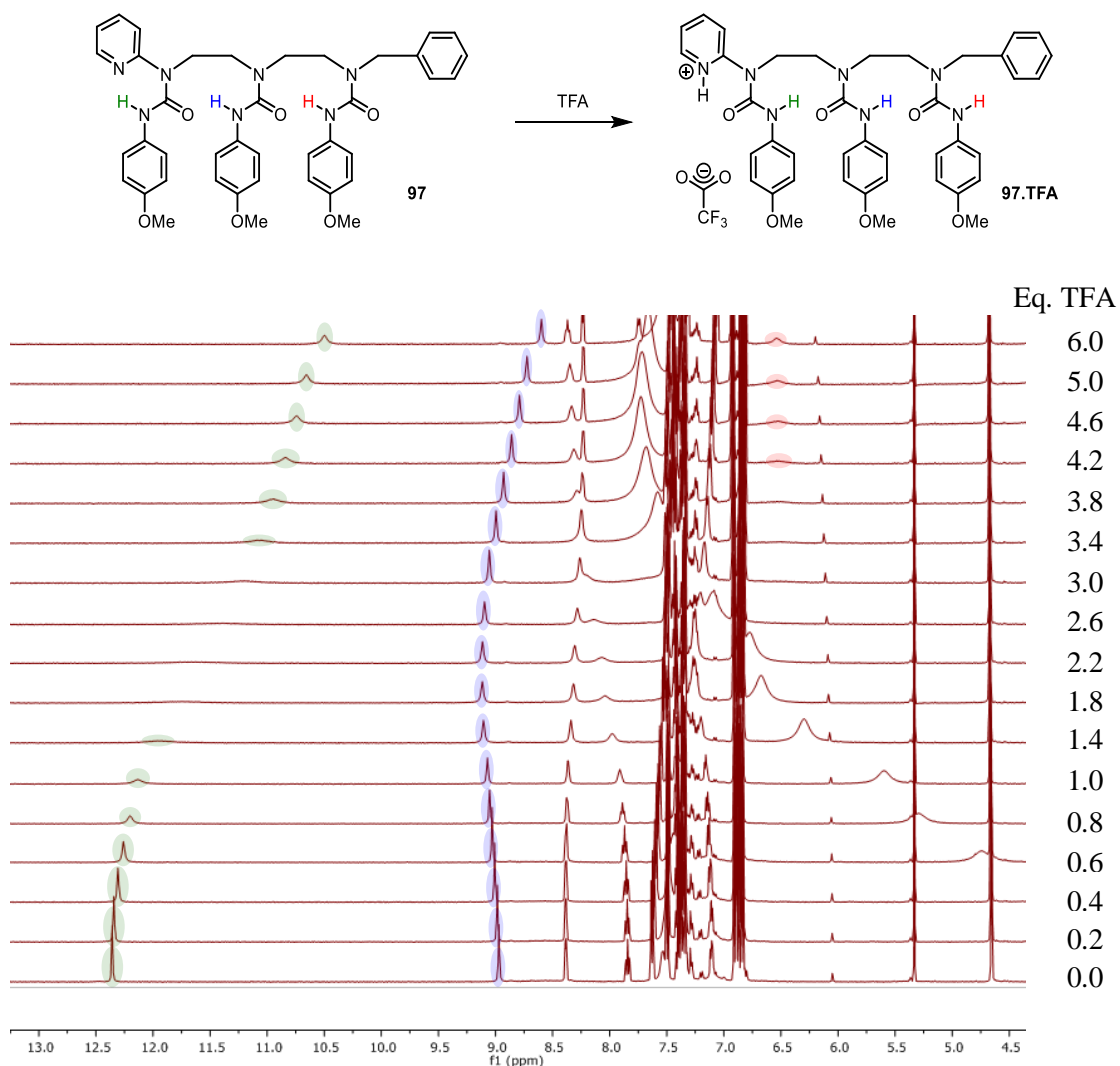 N N N N
TFA
N N N N
H H H
⊕ H H H H
N O N O N O
O N O N O N
97
O ⊖ O
97.TFA
OMe OMe OMe
CF3
OMe OMe OMe
Eq. TFA
6.0
5.0
4.6
4.2
3.8
3.4
3.0
2.6
2.2
1.8
1.4
1.0
0.8
0.6
0.4
0.2
0.0
13.0 12.5 12.0 11.5 11.0 10.5 10.0 9.5 9.0 8.5 8.0 7.5 7.0 6.5 6.0 5.5 5.0 4.5
f1 (ppm)